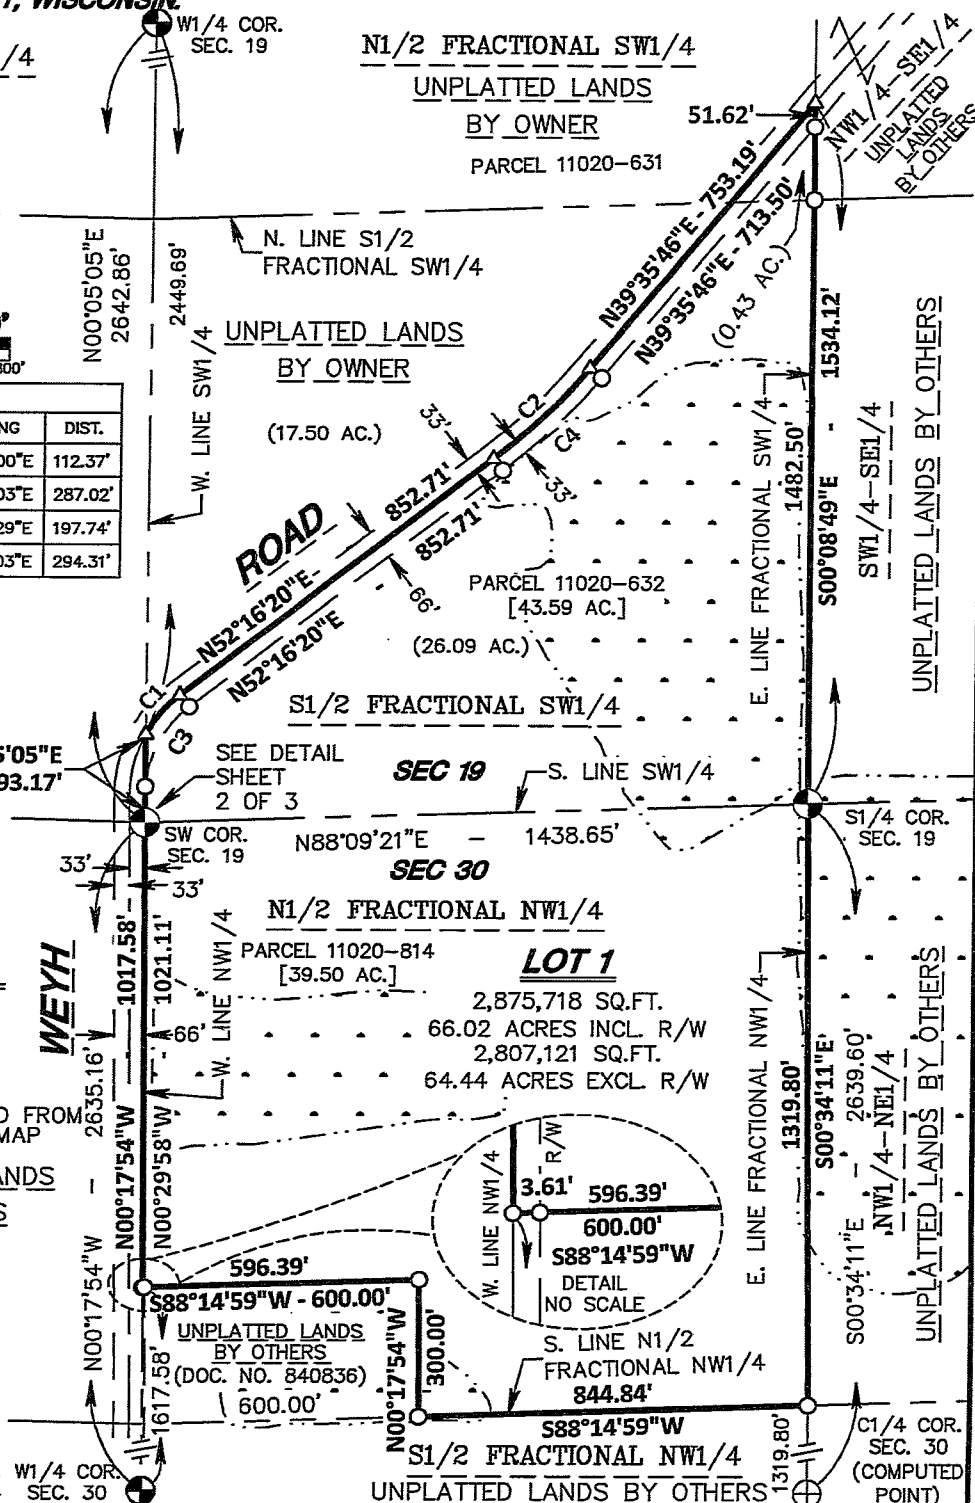 WISCONSIN.
W1/4 COR.
SEC. 19
/4
N1/2 FRACTIONAL SW1/4
UNPLATTED LANDS
BY OWNER
PARCEL 11020-631
51.62'
NW1/4-SE1/4
UNPLATTED
LANDS
BY OTHERS
N. LINE S1/2
FRACTIONAL SW1/4
N00°05'05"E
2642.86'
2449.69'
W. LINE SW1/4
UNPLATTED LANDS
BY OWNER
(17.50 AC.)
N39°35'46"E - 753.19'
N39°35'46"E - 713.50'
(0.43 AC.)
NG DIST.
00"E 112.37'
03"E 287.02'
29"E 197.74'
03"E 294.31'
33'
C2
C4
33'
852.71'
852.71'
ROAD
N52°16'20"E
N52°16'20"E
66'
PARCEL 11020-632
[43.59 AC.]
(26.09 AC.)
E. LINE FRACTIONAL SW1/4
1482.50'
S00°08'49"E - 1534.12'
SW1/4-SE1/4
UNPLATTED LANDS BY OTHERS
C1
C3
S1/2 FRACTIONAL SW1/4
5'05"E
93.17'
SEE DETAIL
SHEET
2 OF 3
SEC 19
S. LINE SW1/4
SW COR.
SEC. 19
N88°09'21"E - 1438.65'
S1/4 COR.
SEC. 19
33'
33'
SEC 30
N1/2 FRACTIONAL NW1/4
PARCEL 11020-814
[39.50 AC.]
LOT 1
2,875,718 SQ.FT.
66.02 ACRES INCL. R/W
2,807,121 SQ.FT.
64.44 ACRES EXCL. R/W
WEYH
66'
N00°17'54"W - 2635.16'
N00°17'54"W - 1017.58'
N00°29'58"W - 1021.11'
W. LINE NW1/4
D FROM
MAP
ANDS
S
E. LINE FRACTIONAL NW1/4
1319.80'
S00°34'11"E
S00°34'11"E - 2639.60'
NW1/4-NE1/4
UNPLATTED LANDS BY OTHERS
W. LINE NW1/4
R/W
3.61'
596.39'
600.00'
S88°14'59"W
DETAIL
NO SCALE
596.39'
S88°14'59"W - 600.00'
UNPLATTED LANDS
BY OTHERS
(DOC. NO. 840836)
600.00'
1617.58'
N00°17'54"W
300.00'
S. LINE N1/2
FRACTIONAL NW1/4
844.84'
S88°14'59"W
S1/2 FRACTIONAL NW1/4
UNPLATTED LANDS BY OTHERS
1319.80'
C1/4 COR.
SEC. 30
(COMPUTED
POINT)
W1/4 COR.
SEC. 30